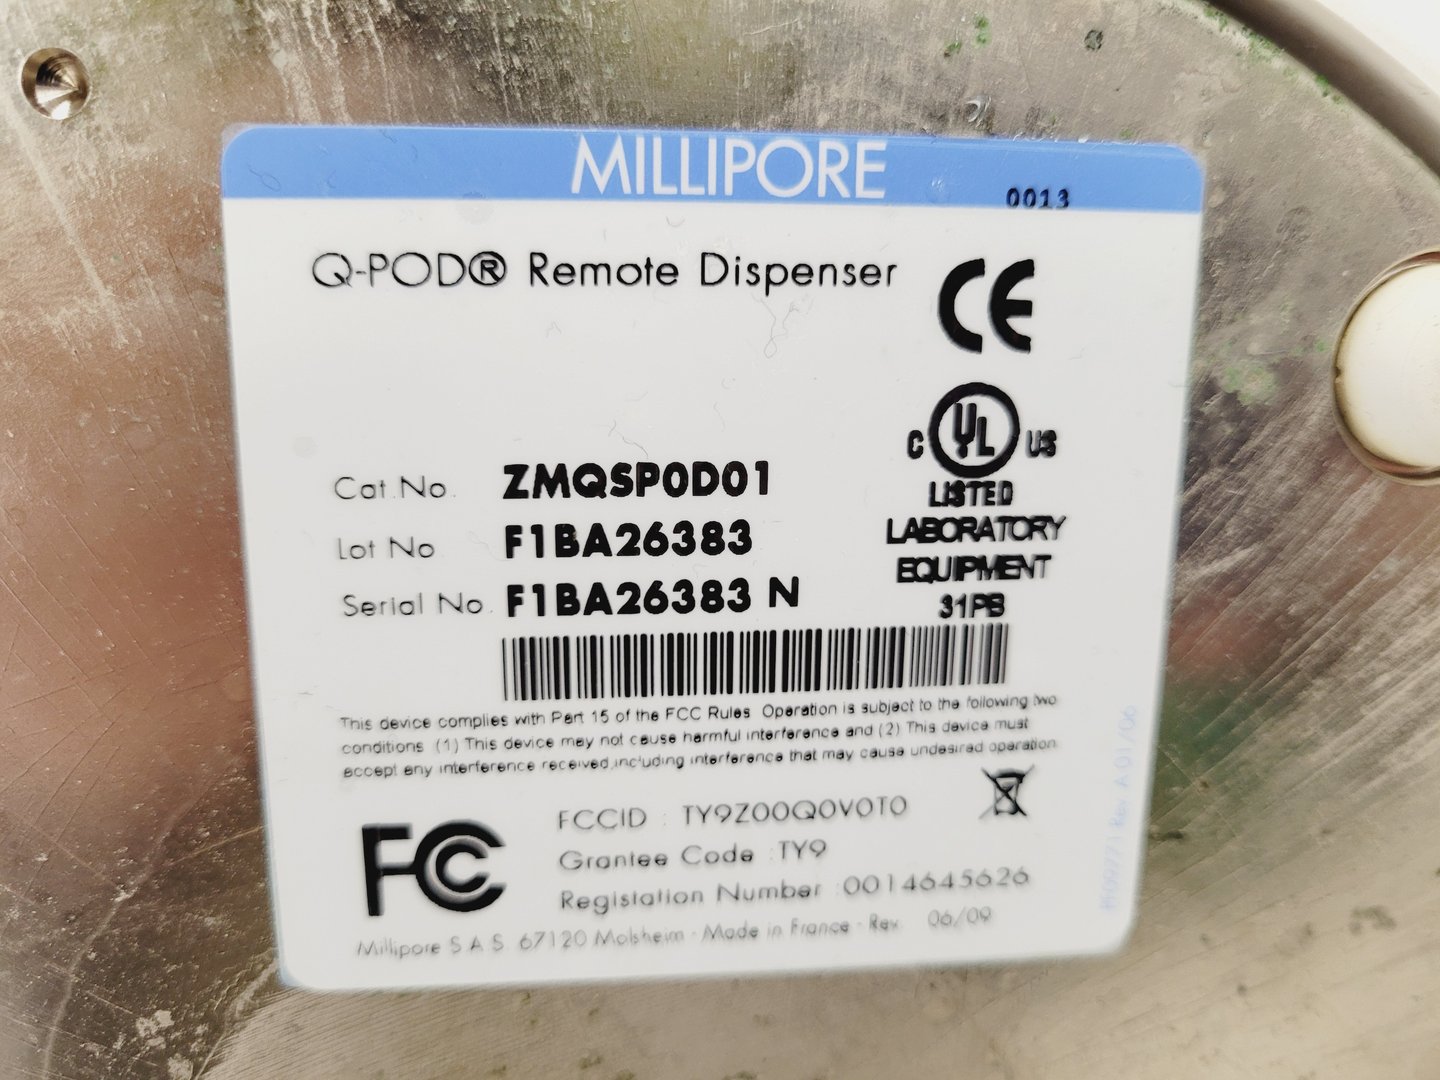 MILLIPORE
0013
Q-POD® Remote Dispenser
CE
C UL US
LISTED
LABORATORY
EQUIPMENT
31PB
Cat. No. ZMQSP0D01
Lot No F1BA26383
Serial No. F1BA26383 N
This device complies with Part 15 of the FCC Rules Operation is subject to the following two
conditions (1) This device may not cause harmful interference and (2) This device must
accept any interference received,including interference that may cause undesired operation
FC
FCCID : TY9Z00Q0V0T0
Grantee Code :TY9
Registation Number :0014645626
Millipore S.A.S. 67120 Molsheim - Made in France - Rev. 06/09
Rev A 01/06